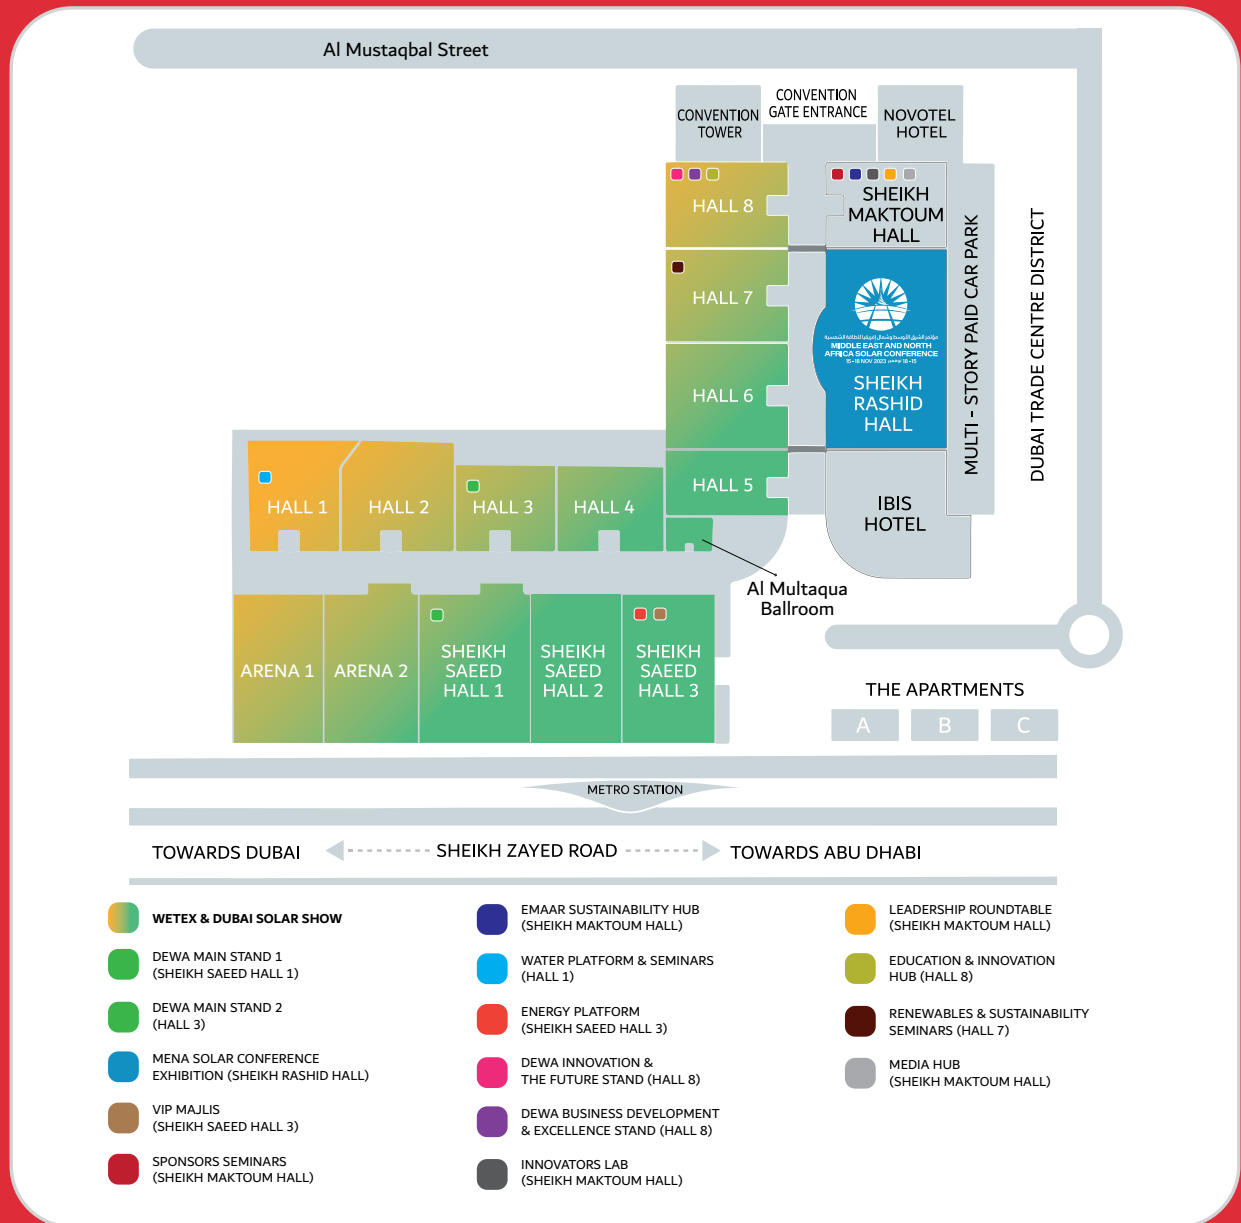 Al Mustaqbal Street
CONVENTION
TOWER
CONVENTION
GATE ENTRANCE
NOVOTEL
HOTEL
HALL 8
SHEIKH
MAKTOUM
HALL
HALL 7
HALL 6
HALL 5
MIDDLE EAST AND NORTH
AFRICA SOLAR CONFERENCE
SHEIKH
RASHID
HALL
MULTI - STORY PAID CAR PARK
DUBAI TRADE CENTRE DISTRICT
HALL 1
HALL 2
HALL 3
HALL 4
IBIS
HOTEL
Al Multaqua
Ballroom
ARENA 1
ARENA 2
SHEIKH
SAEED
HALL 1
SHEIKH
SAEED
HALL 2
SHEIKH
SAEED
HALL 3
THE APARTMENTS
A
B
C
METRO STATION
TOWARDS DUBAI
SHEIKH ZAYED ROAD
TOWARDS ABU DHABI
WETEX & DUBAI SOLAR SHOW
DEWA MAIN STAND 1
(SHEIKH SAEED HALL 1)
DEWA MAIN STAND 2
(HALL 3)
MENA SOLAR CONFERENCE
EXHIBITION (SHEIKH RASHID HALL)
VIP MAJLIS
(SHEIKH SAEED HALL 3)
SPONSORS SEMINARS
(SHEIKH MAKTOUM HALL)
EMAAR SUSTAINABILITY HUB
(SHEIKH MAKTOUM HALL)
WATER PLATFORM & SEMINARS
(HALL 1)
ENERGY PLATFORM
(SHEIKH SAEED HALL 3)
DEWA INNOVATION &
THE FUTURE STAND (HALL 8)
DEWA BUSINESS DEVELOPMENT
& EXCELLENCE STAND (HALL 8)
INNOVATORS LAB
(SHEIKH MAKTOUM HALL)
LEADERSHIP ROUNDTABLE
(SHEIKH MAKTOUM HALL)
EDUCATION & INNOVATION
HUB (HALL 8)
RENEWABLES & SUSTAINABILITY
SEMINARS (HALL 7)
MEDIA HUB
(SHEIKH MAKTOUM HALL)